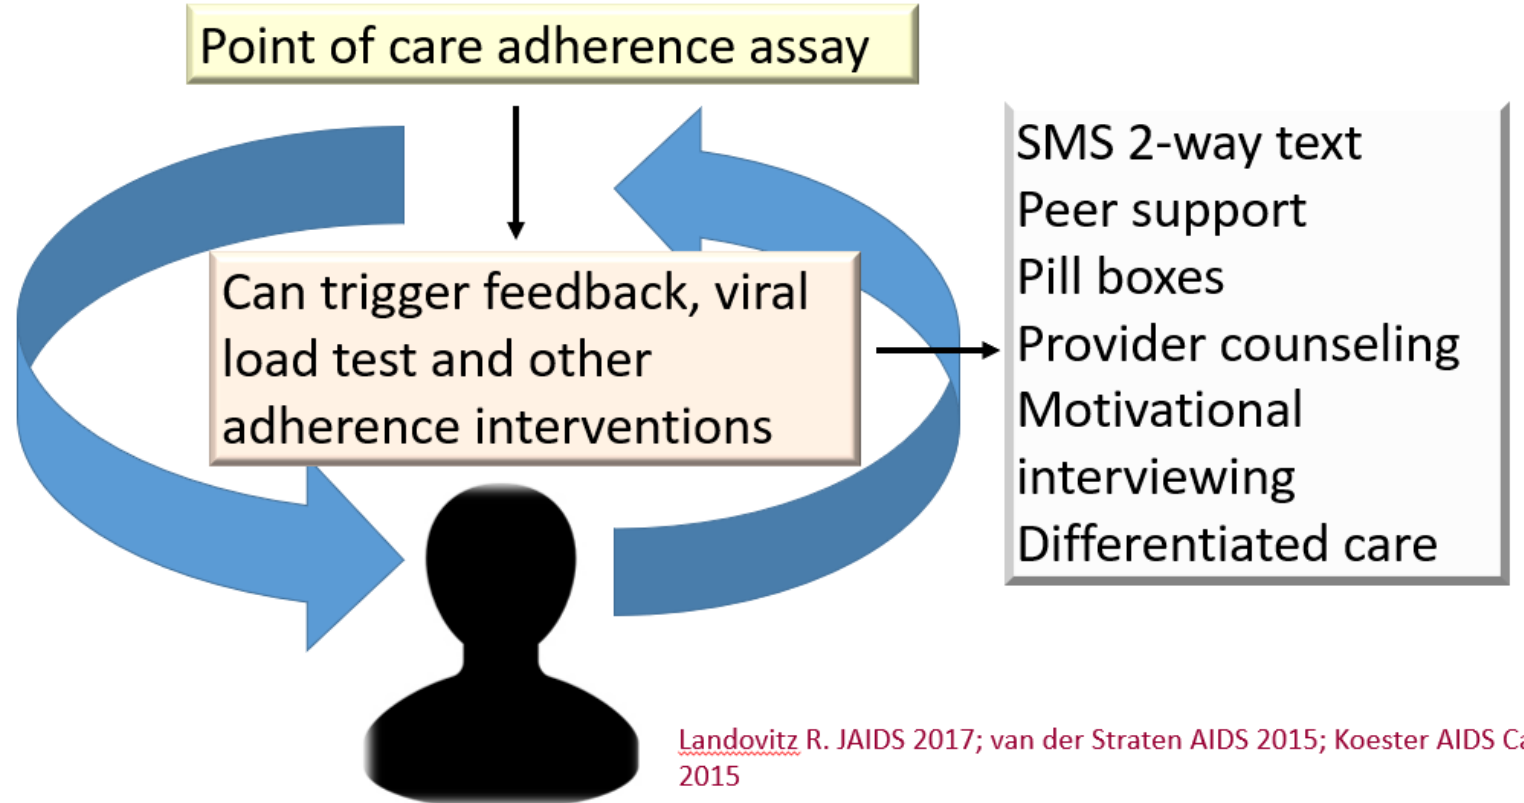 Point of care adherence assay
Can trigger feedback, viral
load test and other
adherence interventions
SMS 2-way text
Peer support
Pill boxes
Provider counseling
Motivational
interviewing
Differentiated care
Landovitz R. JAIDS 2017; van der Straten AIDS 2015; Koester AIDS
2015